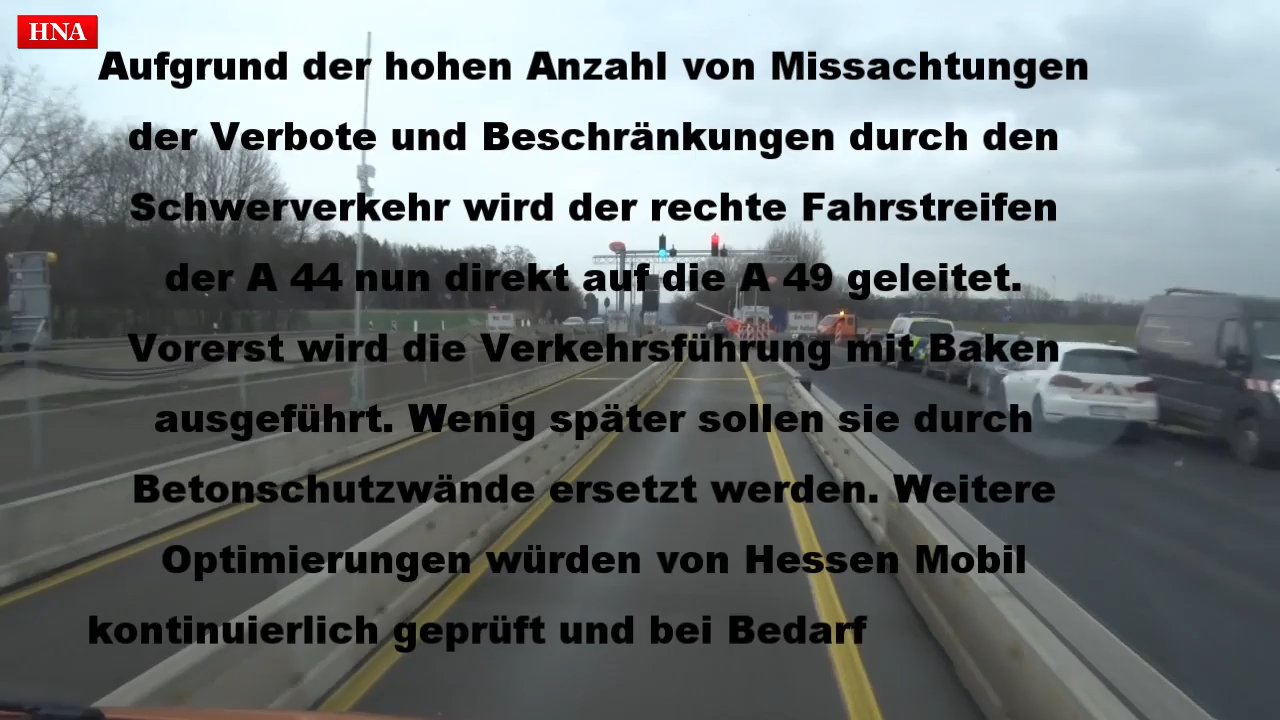 HNA
Aufgrund der hohen Anzahl von Missachtungen
der Verbote und Beschränkungen durch den
Schwerverkehr wird der rechte Fahrstreifen
der A 44 nun direkt auf die A 49 geleitet.
Vorerst wird die Verkehrsführung mit Baken
ausgeführt. Wenig später sollen sie durch
Betonschutzwände ersetzt werden. Weitere
Optimierungen würden von Hessen Mobil
kontinuierlich geprüft und bei Bedarf